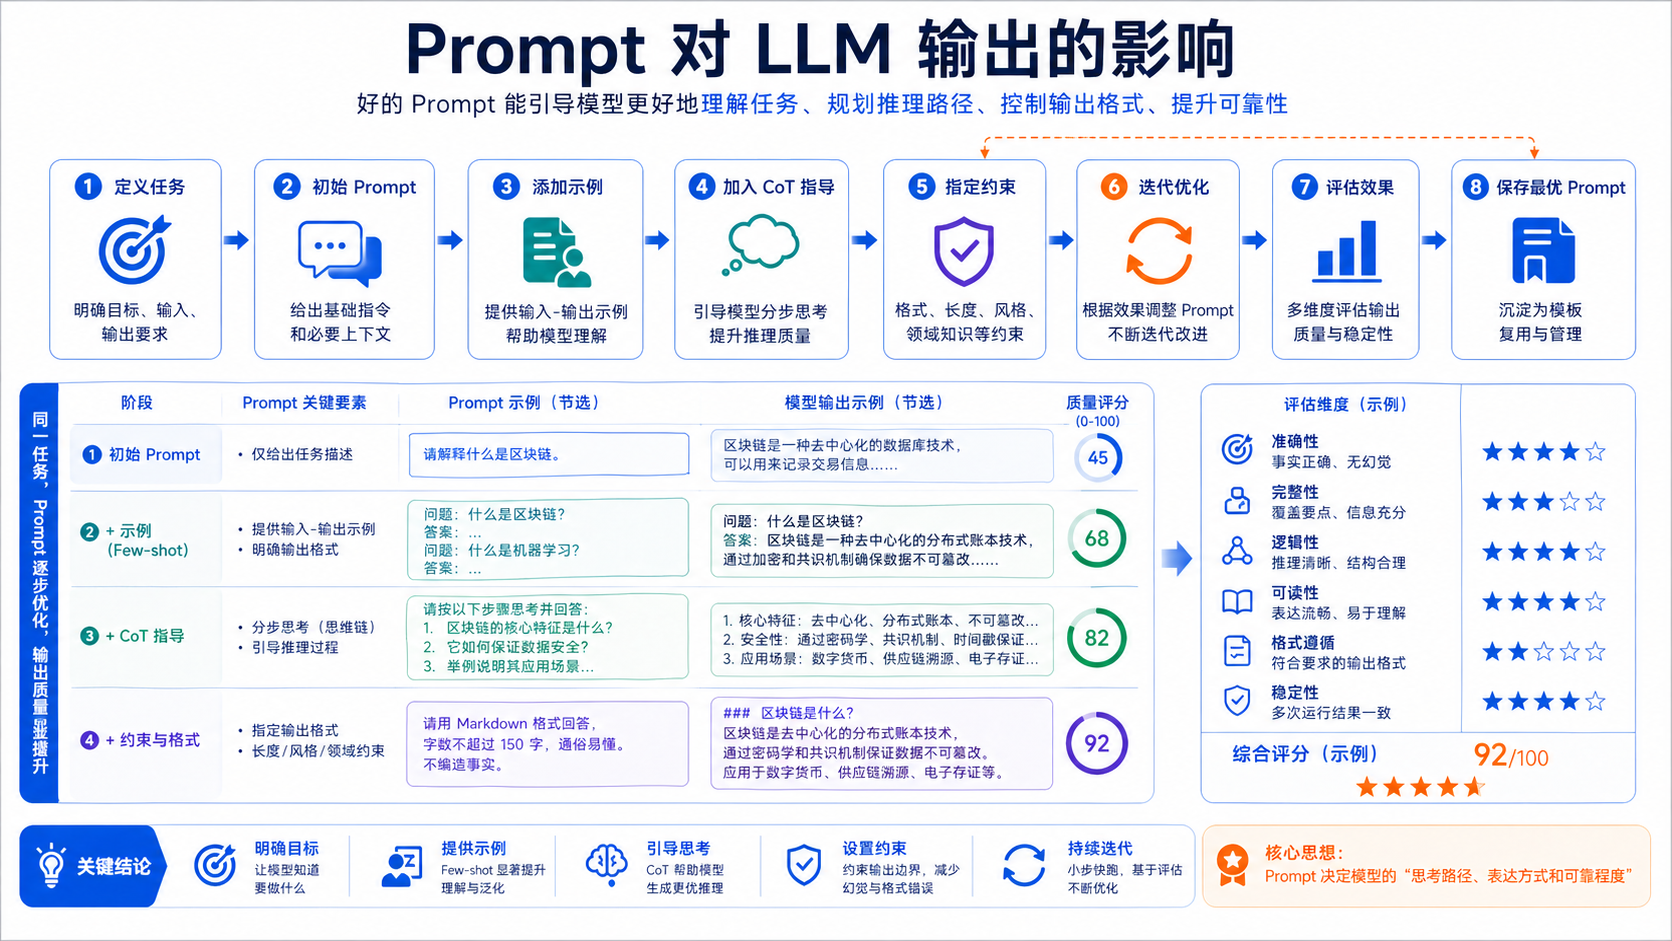 Prompt 对 LLM 输出的影响
好的 Prompt 能引导模型更好地理解任务、规划推理路径、控制输出格式、提升可靠性
1 定义任务
明确目标、输入、
输出要求
2 初始 Prompt
给出基础指令
和必要上下文
3 添加示例
提供输入-输出示例
帮助模型理解
4 加入 CoT 指导
引导模型分步思考
提升推理质量
5 指定约束
格式、长度、风格、
领域知识等约束
6 迭代优化
根据效果调整 Prompt
不断迭代改进
7 评估效果
多维度评估输出
质量与稳定性
8 保存最优 Prompt
沉淀为模板
复用与管理
同一任务，Prompt 逐步优化，输出质量显著提升
阶段
Prompt 关键要素
Prompt 示例（节选）
模型输出示例（节选）
质量评分
(0-100)
1 初始 Prompt
• 仅给出任务描述
请解释什么是区块链。
区块链是一种去中心化的数据库技术，
可以用来记录交易信息……
45
2 + 示例
(Few-shot)
• 提供输入-输出示例
• 明确输出格式
问题：什么是区块链？
答案：...
问题：什么是机器学习？
答案：...
问题：什么是区块链？
答案：区块链是一种去中心化的分布式账本技术，
通过加密和共识机制确保数据不可篡改……
68
3 + CoT 指导
• 分步思考（思维链）
• 引导推理过程
请按以下步骤思考并回答：
1. 区块链的核心特征是什么？
2. 它如何保证数据安全？
3. 举例说明其应用场景...
1. 核心特征：去中心化、分布式账本、不可篡改...
2. 安全性：通过密码学、共识机制、时间戳保证...
3. 应用场景：数字货币、供应链溯源、电子存证...
82
4 + 约束与格式
• 指定输出格式
• 长度/风格/领域约束
请用 Markdown 格式回答，
字数不超过 150 字，通俗易懂。
不编造事实。
### 区块链是什么？
区块链是去中心化的分布式账本技术，
通过密码学和共识机制保证数据不可篡改。
应用于数字货币、供应链溯源、电子存证等。
92
评估维度（示例）
准确性
事实正确、无幻觉
★★★★☆
完整性
覆盖要点、信息充分
★★★☆☆
逻辑性
推理清晰、结构合理
★★★★☆
可读性
表达流畅、易于理解
★★★★☆
格式遵循
符合要求的输出格式
★★☆☆☆
稳定性
多次运行结果一致
★★★★☆
综合评分（示例）
92/100
关键结论
明确目标
让模型知道
要做什么
提供示例
Few-shot 显著提升
理解与泛化
引导思考
CoT 帮助模型
生成更优推理
设置约束
约束输出边界，减少
幻觉与格式错误
持续迭代
小步快跑，基于评估
不断优化
核心思想：
Prompt 决定模型的“思考路径、表达方式和可靠程度”